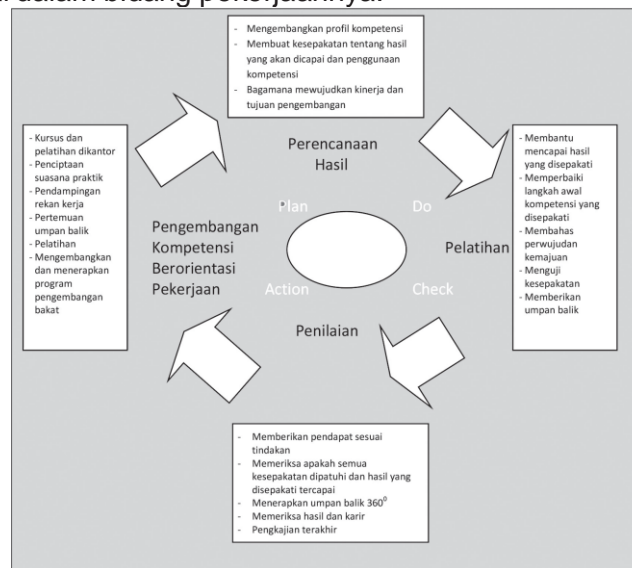 dalam bidang pekerjaannya.
- Mengembangkan profil kompetensi
- Membuat kesepakatan tentang hasil
yang akan dicapai dan penggunaan
kompetensi
- Bagamana mewujudkan kinerja dan
tujuan pengembangan
Perencanaan
Hasil
- Kursus dan
pelatihan dikantor
- Penciptaan
suasana praktik
- Pendampingan
rekan kerja
- Pertemuan
umpan balik
- Pelatihan
- Mengembangkan
dan menerapkan
program
pengembangan
bakat
- Membantu
mencapai hasil
yang disepakati
- Memperbaiki
langkah awal
kompetensi yang
disepakati
- Membahas
perwujudan
kemajuan
- Menguji
kesepakatan
- Memberikan
umpan balik
Plan
Do
Pengembangan
Kompetensi
Berorientasi
Pekerjaan
Pelatihan
Action
Check
Penilaian
- Memberikan pendapat sesuai
tindakan
- Memeriksa apakah semua
kesepakatan dipatuhi dan hasil yang
disepakati tercapai
- Menerapkan umpan balik 360⁰
- Memeriksa hasil dan karir
- Pengkajian terakhir